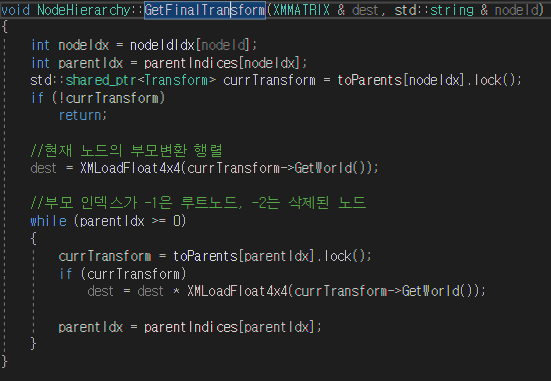 void NodeHierarchy::GetFinalTransform(XMMATRIX & dest, std::string & nodeId)
{
int nodeIdx = nodeIdIdx[nodeId];
int parentIdx = parentIndices[nodeIdx];
std::shared_ptr<Transform> currTransform = toParents[nodeIdx].lock();
if (!currTransform)
return;
//현재 노드의 부모변환 행렬
dest = XMLoadFloat4x4(currTransform->GetWorld());
//부모 인덱스가 -1은 루트노드, -2는 삭제된 노드
while (parentIdx >= 0)
{
currTransform = toParents[parentIdx].lock();
if (currTransform)
dest = dest * XMLoadFloat4x4(currTransform->GetWorld());
parentIdx = parentIndices[parentIdx];
}
}